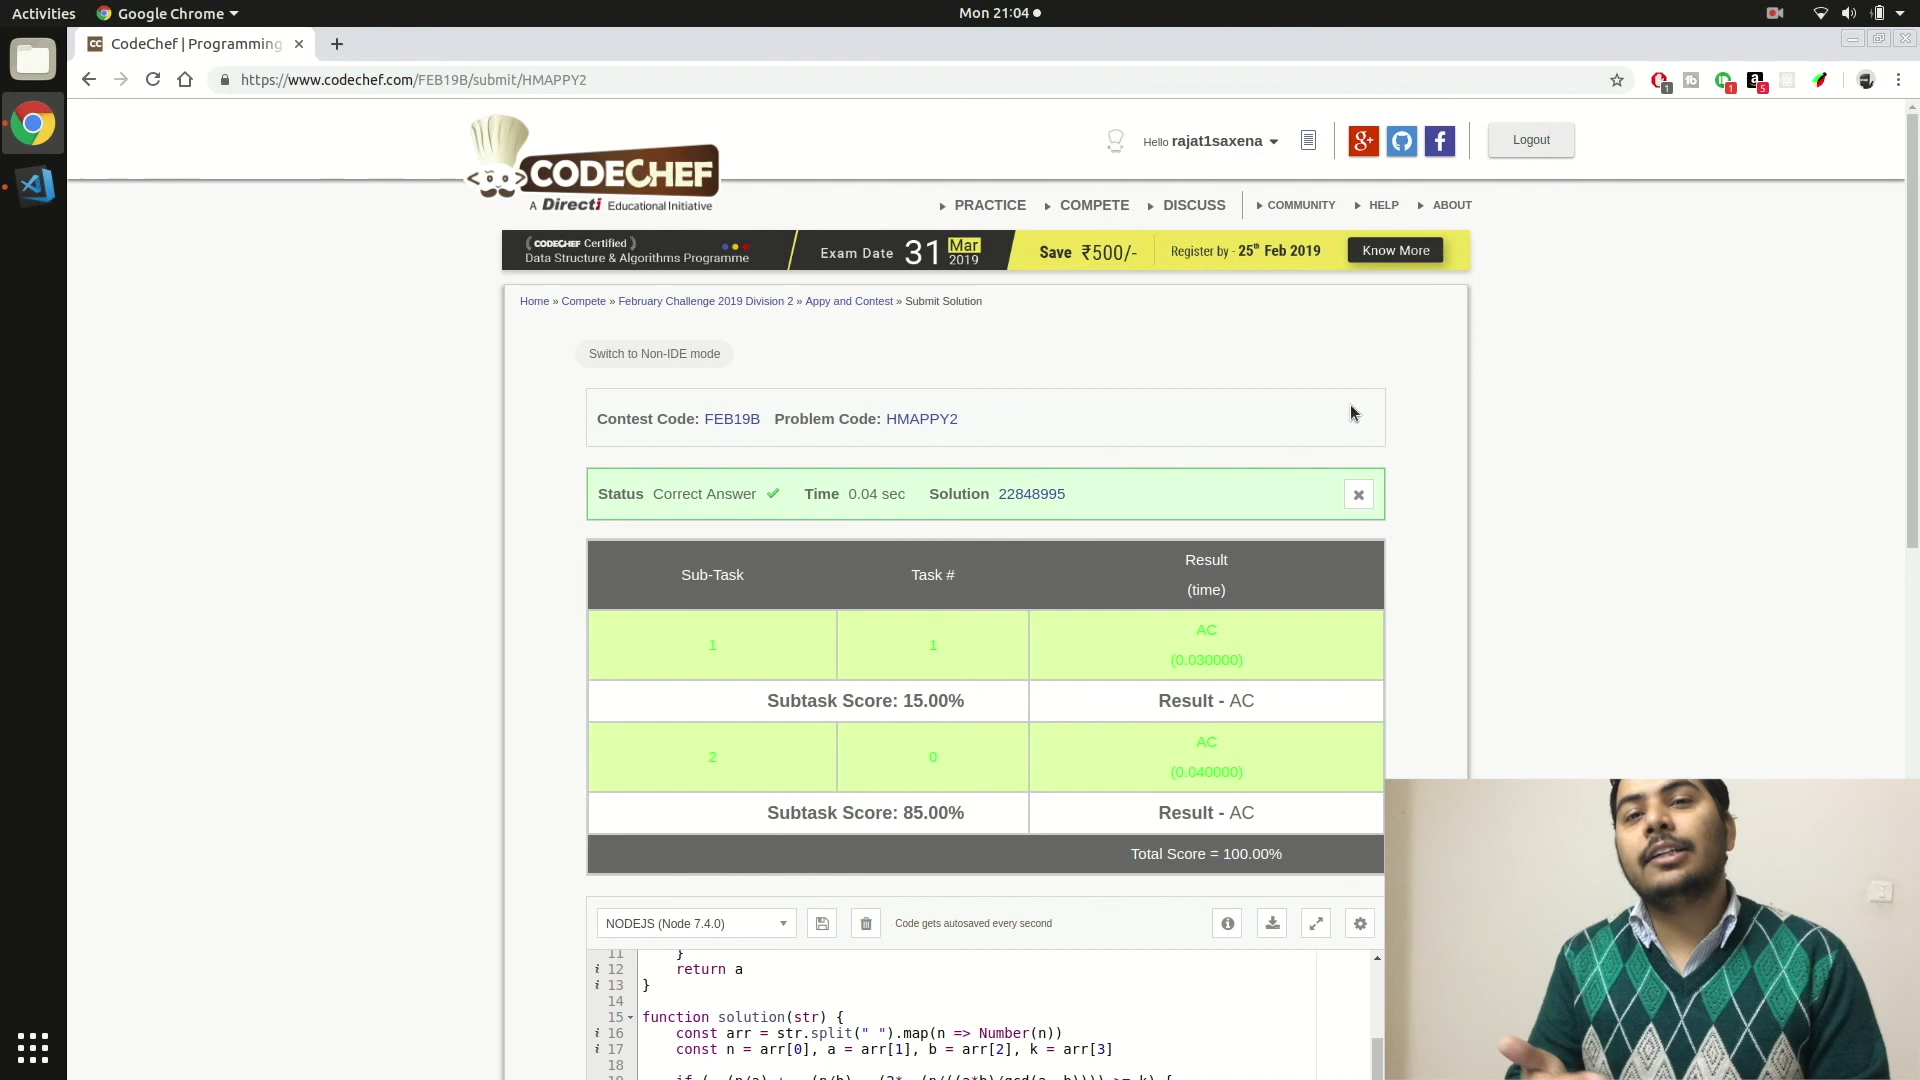 Activities Google Chrome Mon 21:04
CodeChef | Programming
https://www.codechef.com/FEB19B/submit/HMAPPY2
1 1 5
CODECHEF
A Directi Educational Initiative
Hello rajat1saxena
g+ f
Logout
PRACTICE COMPETE DISCUSS COMMUNITY HELP ABOUT
CODECHEF Certified
Data Structure & Algorithms Programme
Exam Date 31 Mar 2019
Save ₹500/-
Register by - 25th Feb 2019
Know More
Home » Compete » February Challenge 2019 Division 2 » Appy and Contest » Submit Solution
Switch to Non-IDE mode
Contest Code: FEB19B Problem Code: HMAPPY2
Status Correct Answer Time 0.04 sec Solution 22848995
Sub-Task Task # Result
(time)
1 1 AC
(0.030000)
Subtask Score: 15.00% Result - AC
2 0 AC
(0.040000)
Subtask Score: 85.00% Result - AC
Total Score = 100.00%
NODEJS (Node 7.4.0) Code gets autosaved every second
11 }
12 return a
13 }
14
15 function solution(str) {
16 const arr = str.split(" ").map(n => Number(n))
17 const n = arr[0], a = arr[1], b = arr[2], k = arr[3]
18